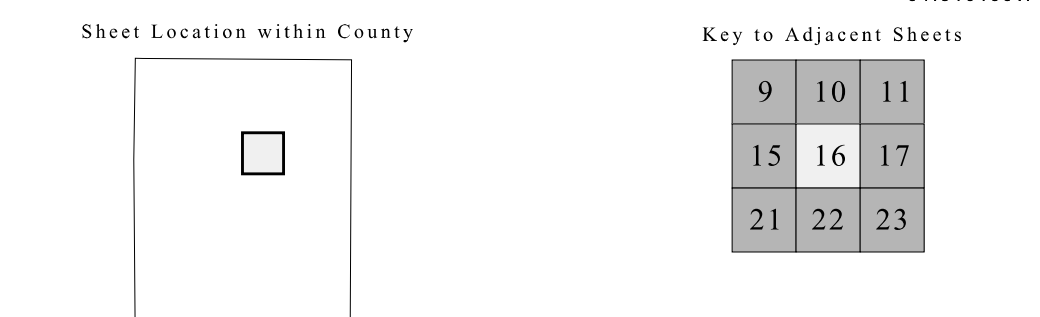 Sheet Location within County
Key to Adjacent Sheets
9 10 11
15 16 17
21 22 23